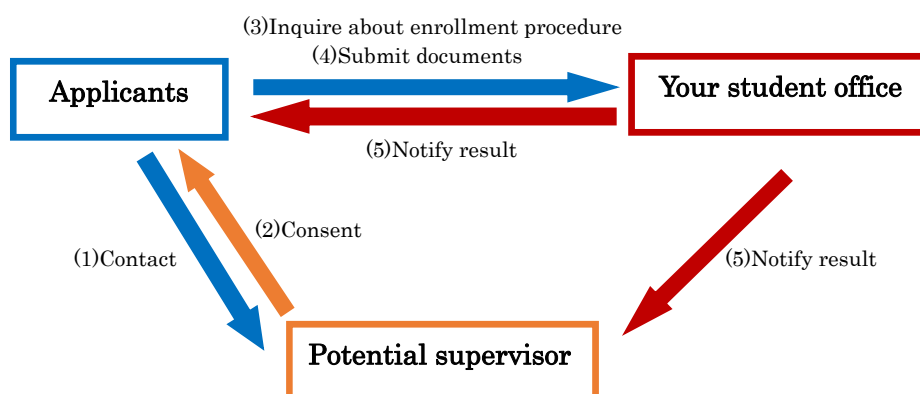 (3)Inquire about enrollment procedure
(4)Submit documents
Applicants
Your student office
(5)Notify result
(2)Consent
(1)Contact
(5)Notify result
Potential supervisor